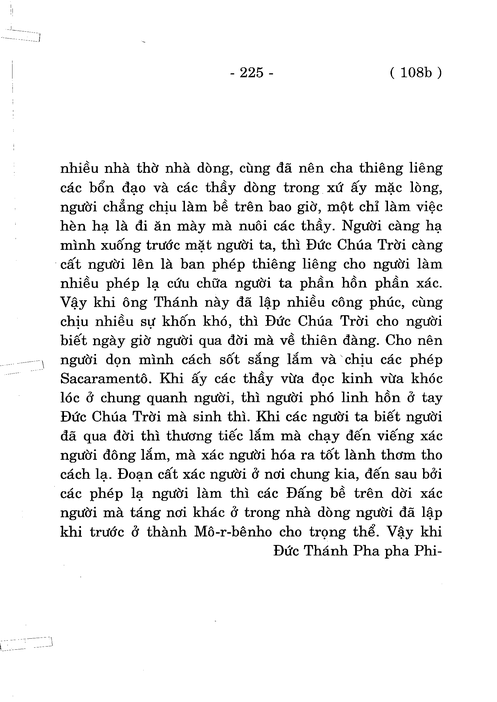 - 225 - ( 108b )
nhiều nhà thờ nhà dòng, cùng đã nên cha thiêng liêng
các bổn đạo và các thầy dòng trong xứ ấy mặc lòng,
người chẳng chịu làm bề trên bao giờ, một chỉ làm việc
hèn hạ là đi ăn mày mà nuôi các thầy. Người càng hạ
mình xuống trước mặt người ta, thì Đức Chúa Trời càng
cất người lên là ban phép thiêng liêng cho người làm
nhiều phép lạ cứu chữa người ta phần hồn phần xác.
Vậy khi ông Thánh này đã lập nhiều công phúc, cùng
chịu nhiều sự khốn khó, thì Đức Chúa Trời cho người
biết ngày giờ người qua đời mà về thiên đàng. Cho nên
người dọn mình cách sốt sắng lắm và chịu các phép
Sacaramentô. Khi ấy các thầy vừa đọc kinh vừa khóc
lóc ở chung quanh người, thì người phó linh hồn ở tay
Đức Chúa Trời mà sinh thì. Khi các người ta biết người
đã qua đời thì thương tiếc lắm mà chạy đến viếng xác
người đông lắm, mà xác người hóa ra tốt lành thơm tho
cách lạ. Đoạn cất xác người ở nơi chung kia, đến sau bởi
các phép lạ người làm thì các Đấng bề trên dời xác
người mà táng nơi khác ở trong nhà dòng người đã lập
khi trước ở thành Mô-r-bênho cho trọng thể. Vậy khi
Đức Thánh Pha pha Phi-